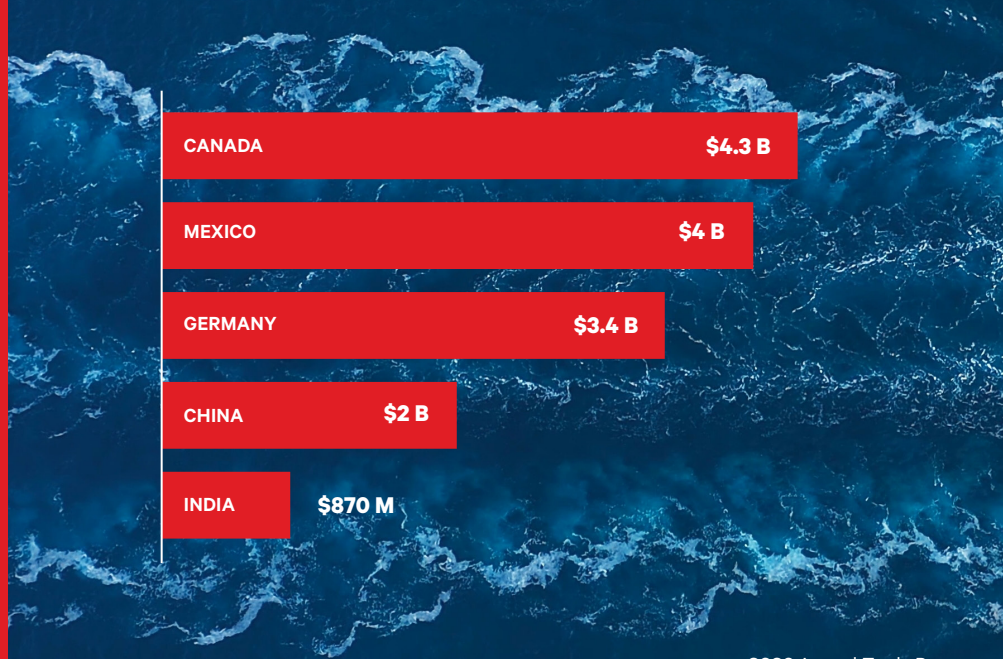 CANADA $4.3 B
MEXICO $4 B
GERMANY $3.4 B
CHINA $2 B
INDIA $870 M